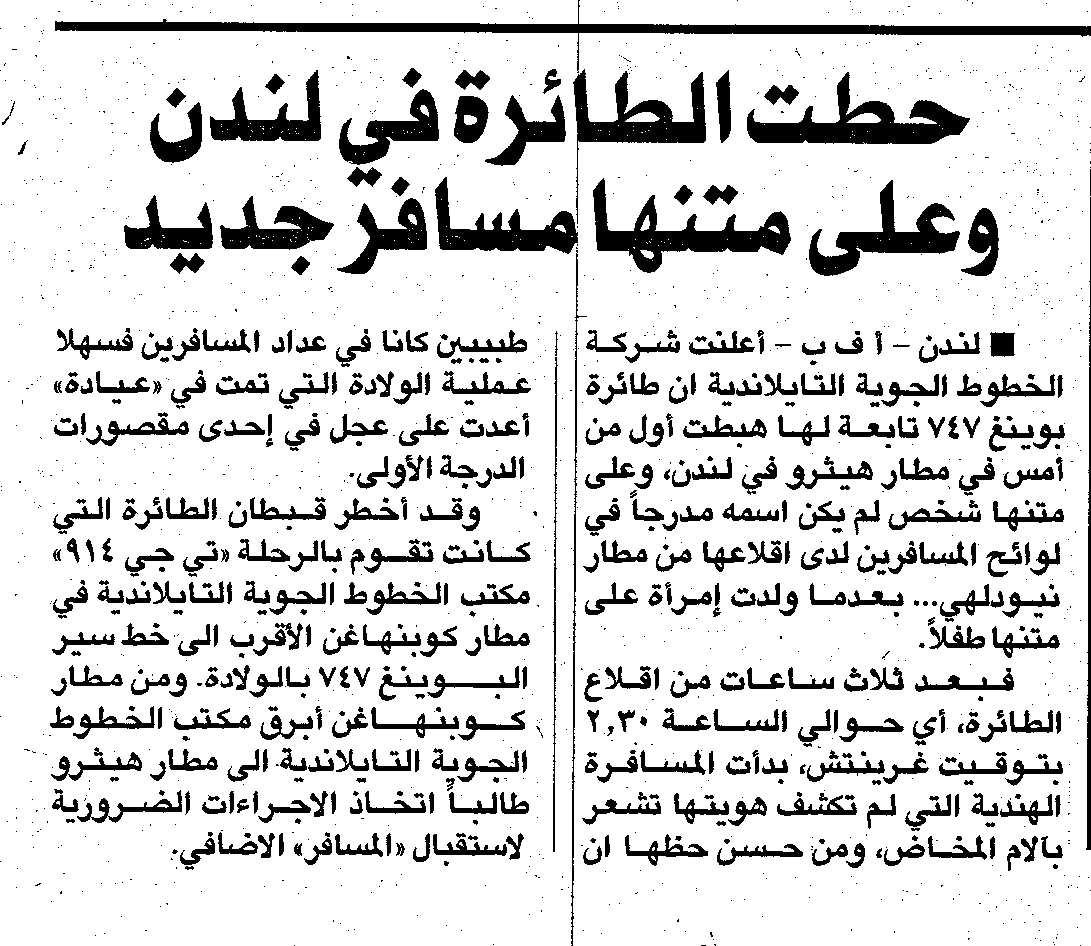 حطت الطائرة في لندن
وعلى متنها مسافر جديد
■ لندن - أ ف ب - أعلنت شركة
الخطوط الجوية التايلاندية ان طائرة
بوينغ ٧٤٧ تابعة لها هبطت أول من
أمس في مطار هيثرو في لندن، وعلى
متنها شخص لم يكن اسمه مدرجاً في
لوائح المسافرين لدى اقلاعها من مطار
نيودلهي... بعدما ولدت إمرأة على
متنها طفلاً.
فبعد ثلاث ساعات من اقلاع
الطائرة، أي حوالي الساعة ٢,٣٠
بتوقيت غرينتش، بدأت المسافرة
الهندية التي لم تكشف هويتها تشعر
بآلام المخاض، ومن حسن حظها ان
طبيبين كانا في عداد المسافرين فسهلا
عملية الولادة التي تمت في «عيادة»
أعدت على عجل في إحدى مقصورات
الدرجة الأولى.
وقد أخطر قبطان الطائرة التي
كانت تقوم بالرحلة «تي جي ٩١٤»
مكتب الخطوط الجوية التايلاندية في
مطار كوبنهاغن الأقرب الى خط سير
البوينغ ٧٤٧ بالولادة. ومن مطار
كوبنهاغن أبرق مكتب الخطوط
الجوية التايلاندية الى مطار هيثرو
طالباً اتخاذ الاجراءات الضرورية
لاستقبال «المسافر» الاضافي.